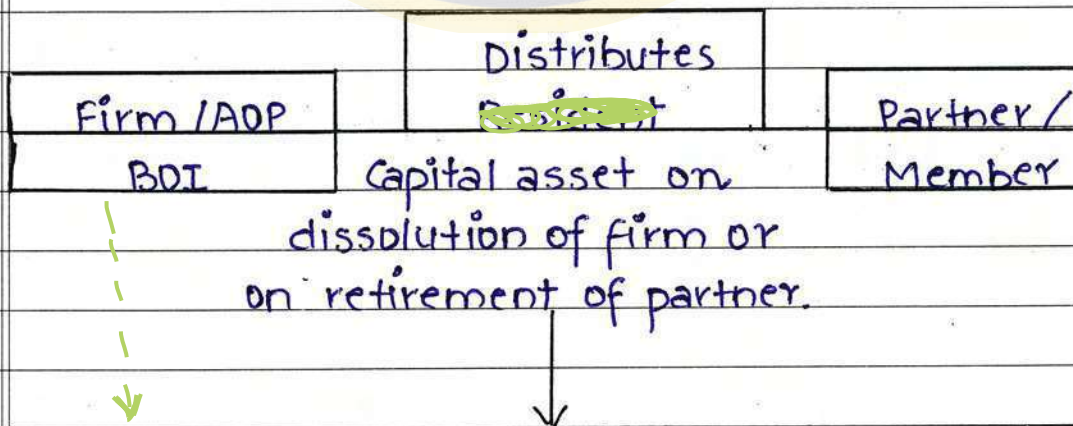 Distributes
Firm / AOP
Partner /
BOI
Capital asset on
Member
dissolution of firm or
on retirement of partner.